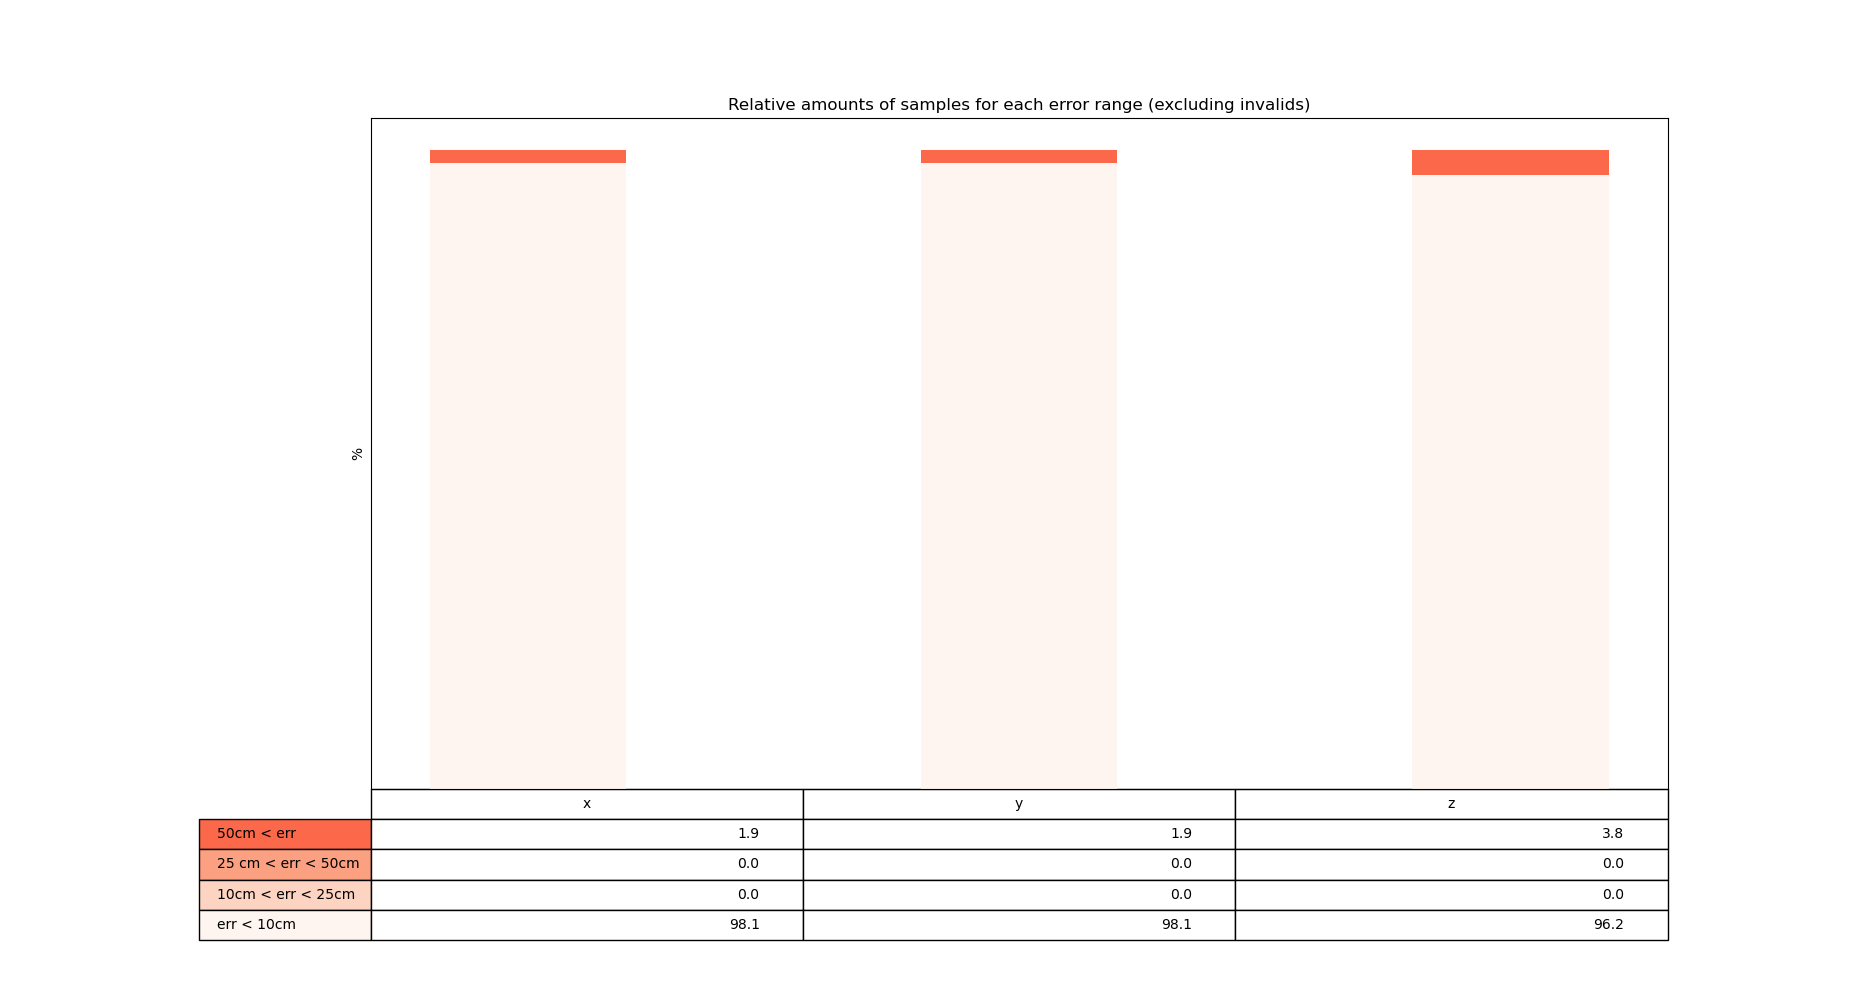 Relative amounts of samples for each error range (excluding invalids)
%
x y z
50cm < err 1.9 1.9 3.8
25 cm < err < 50cm 0.0 0.0 0.0
10cm < err < 25cm 0.0 0.0 0.0
err < 10cm 98.1 98.1 96.2